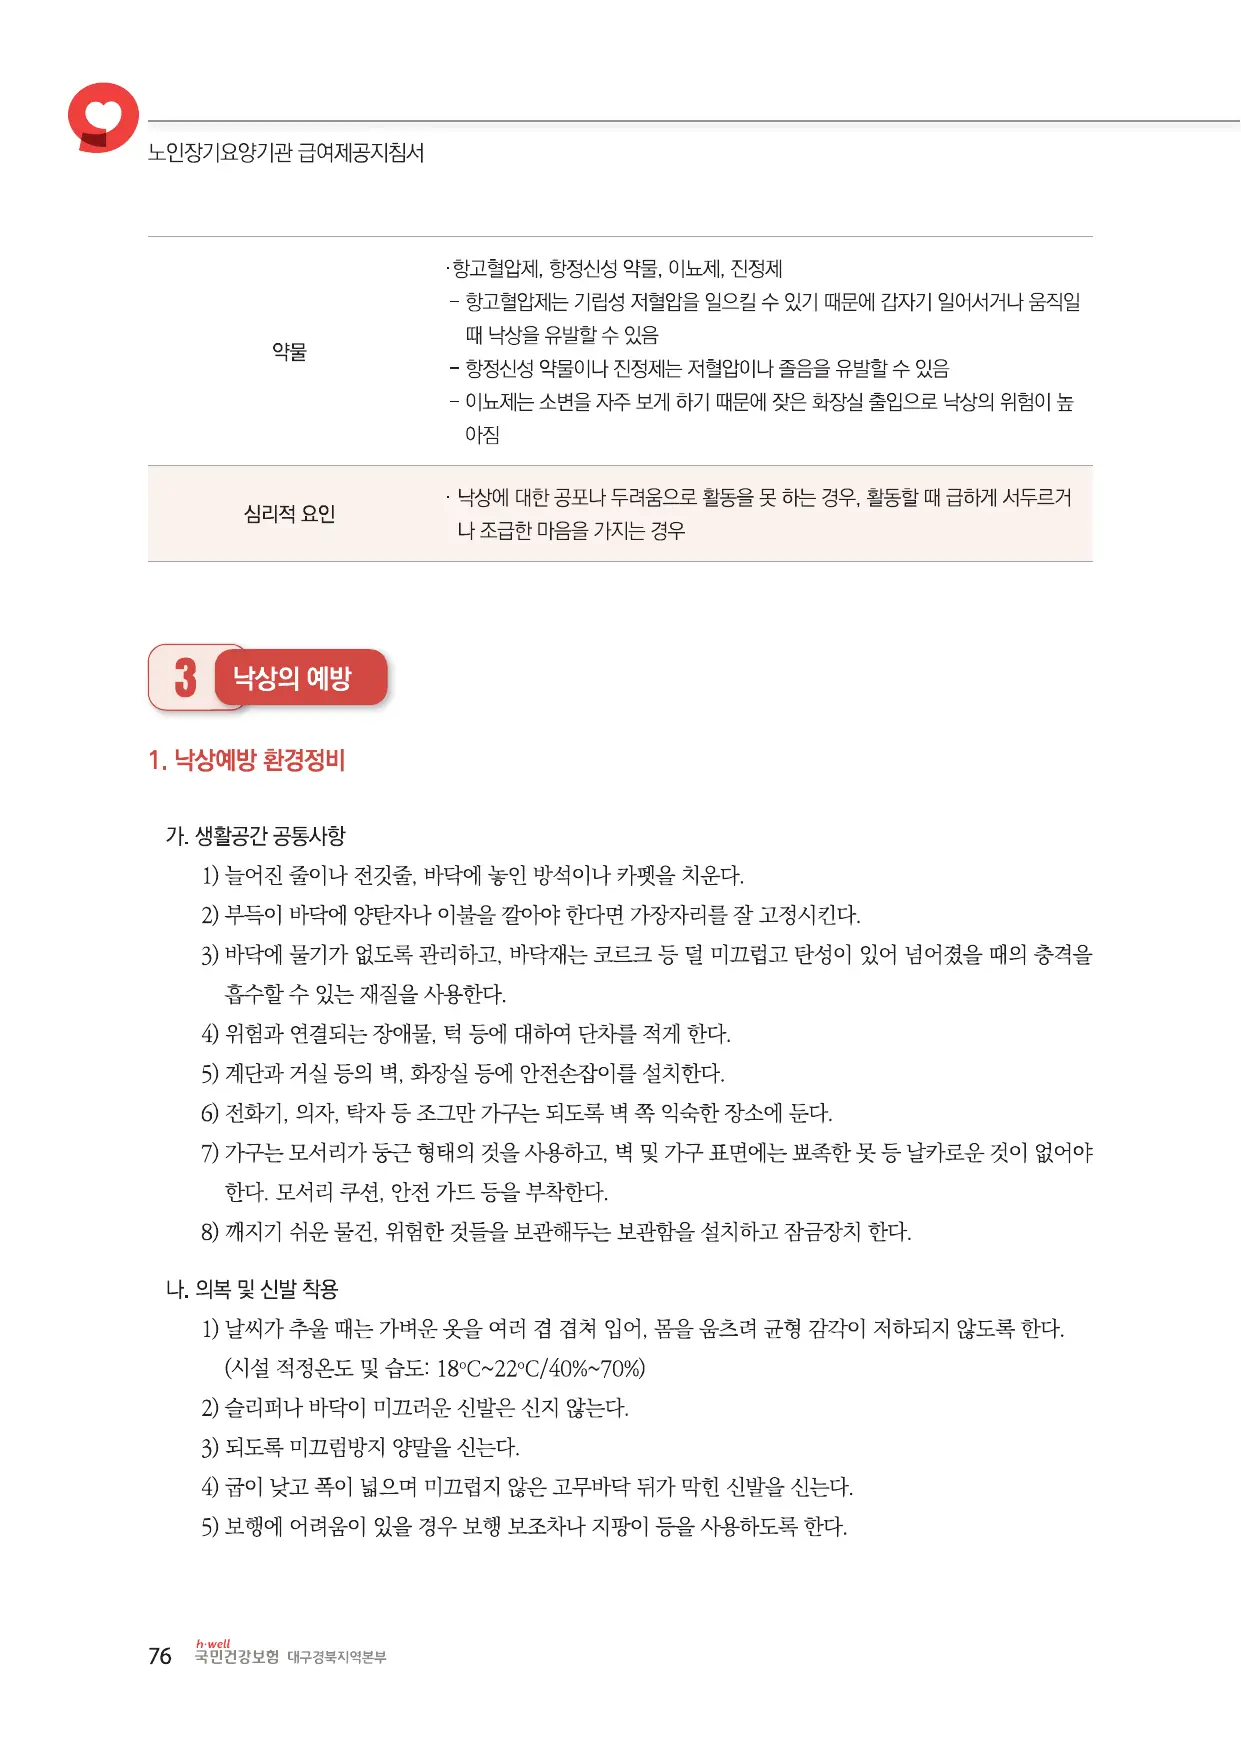 노인장기요양기관 급여제공지침서
약물
·항고혈압제, 항정신성 약물, 이뇨제, 진정제
- 항고혈압제는 기립성 저혈압을 일으킬 수 있기 때문에 갑자기 일어서거나 움직일
때 낙상을 유발할 수 있음
- 항정신성 약물이나 진정제는 저혈압이나 졸음을 유발할 수 있음
- 이뇨제는 소변을 자주 보게 하기 때문에 잦은 화장실 출입으로 낙상의 위험이 높
아짐
심리적 요인
· 낙상에 대한 공포나 두려움으로 활동을 못 하는 경우, 활동할 때 급하게 서두르거
나 조급한 마음을 가지는 경우
3 낙상의 예방
1. 낙상예방 환경정비
가. 생활공간 공통사항
1) 늘어진 줄이나 전깃줄, 바닥에 놓인 방석이나 카펫을 치운다.
2) 부득이 바닥에 양탄자나 이불을 깔아야 한다면 가장자리를 잘 고정시킨다.
3) 바닥에 물기가 없도록 관리하고, 바닥재는 코르크 등 덜 미끄럽고 탄성이 있어 넘어졌을 때의 충격을
흡수할 수 있는 재질을 사용한다.
4) 위험과 연결되는 장애물, 턱 등에 대하여 단차를 적게 한다.
5) 계단과 거실 등의 벽, 화장실 등에 안전손잡이를 설치한다.
6) 전화기, 의자, 탁자 등 조그만 가구는 되도록 벽 쪽 익숙한 장소에 둔다.
7) 가구는 모서리가 둥근 형태의 것을 사용하고, 벽 및 가구 표면에는 뾰족한 못 등 날카로운 것이 없어야
한다. 모서리 쿠션, 안전 가드 등을 부착한다.
8) 깨지기 쉬운 물건, 위험한 것들을 보관해두는 보관함을 설치하고 잠금장치 한다.
나. 의복 및 신발 착용
1) 날씨가 추울 때는 가벼운 옷을 여러 겹 겹쳐 입어, 몸을 움츠려 균형 감각이 저하되지 않도록 한다.
(시설 적정온도 및 습도: 18°C~22°C/40%~70%)
2) 슬리퍼나 바닥이 미끄러운 신발은 신지 않는다.
3) 되도록 미끄럼방지 양말을 신는다.
4) 굽이 낮고 폭이 넓으며 미끄럽지 않은 고무바닥 뒤가 막힌 신발을 신는다.
5) 보행에 어려움이 있을 경우 보행 보조차나 지팡이 등을 사용하도록 한다.
76 h·well 국민건강보험 대구경북지역본부